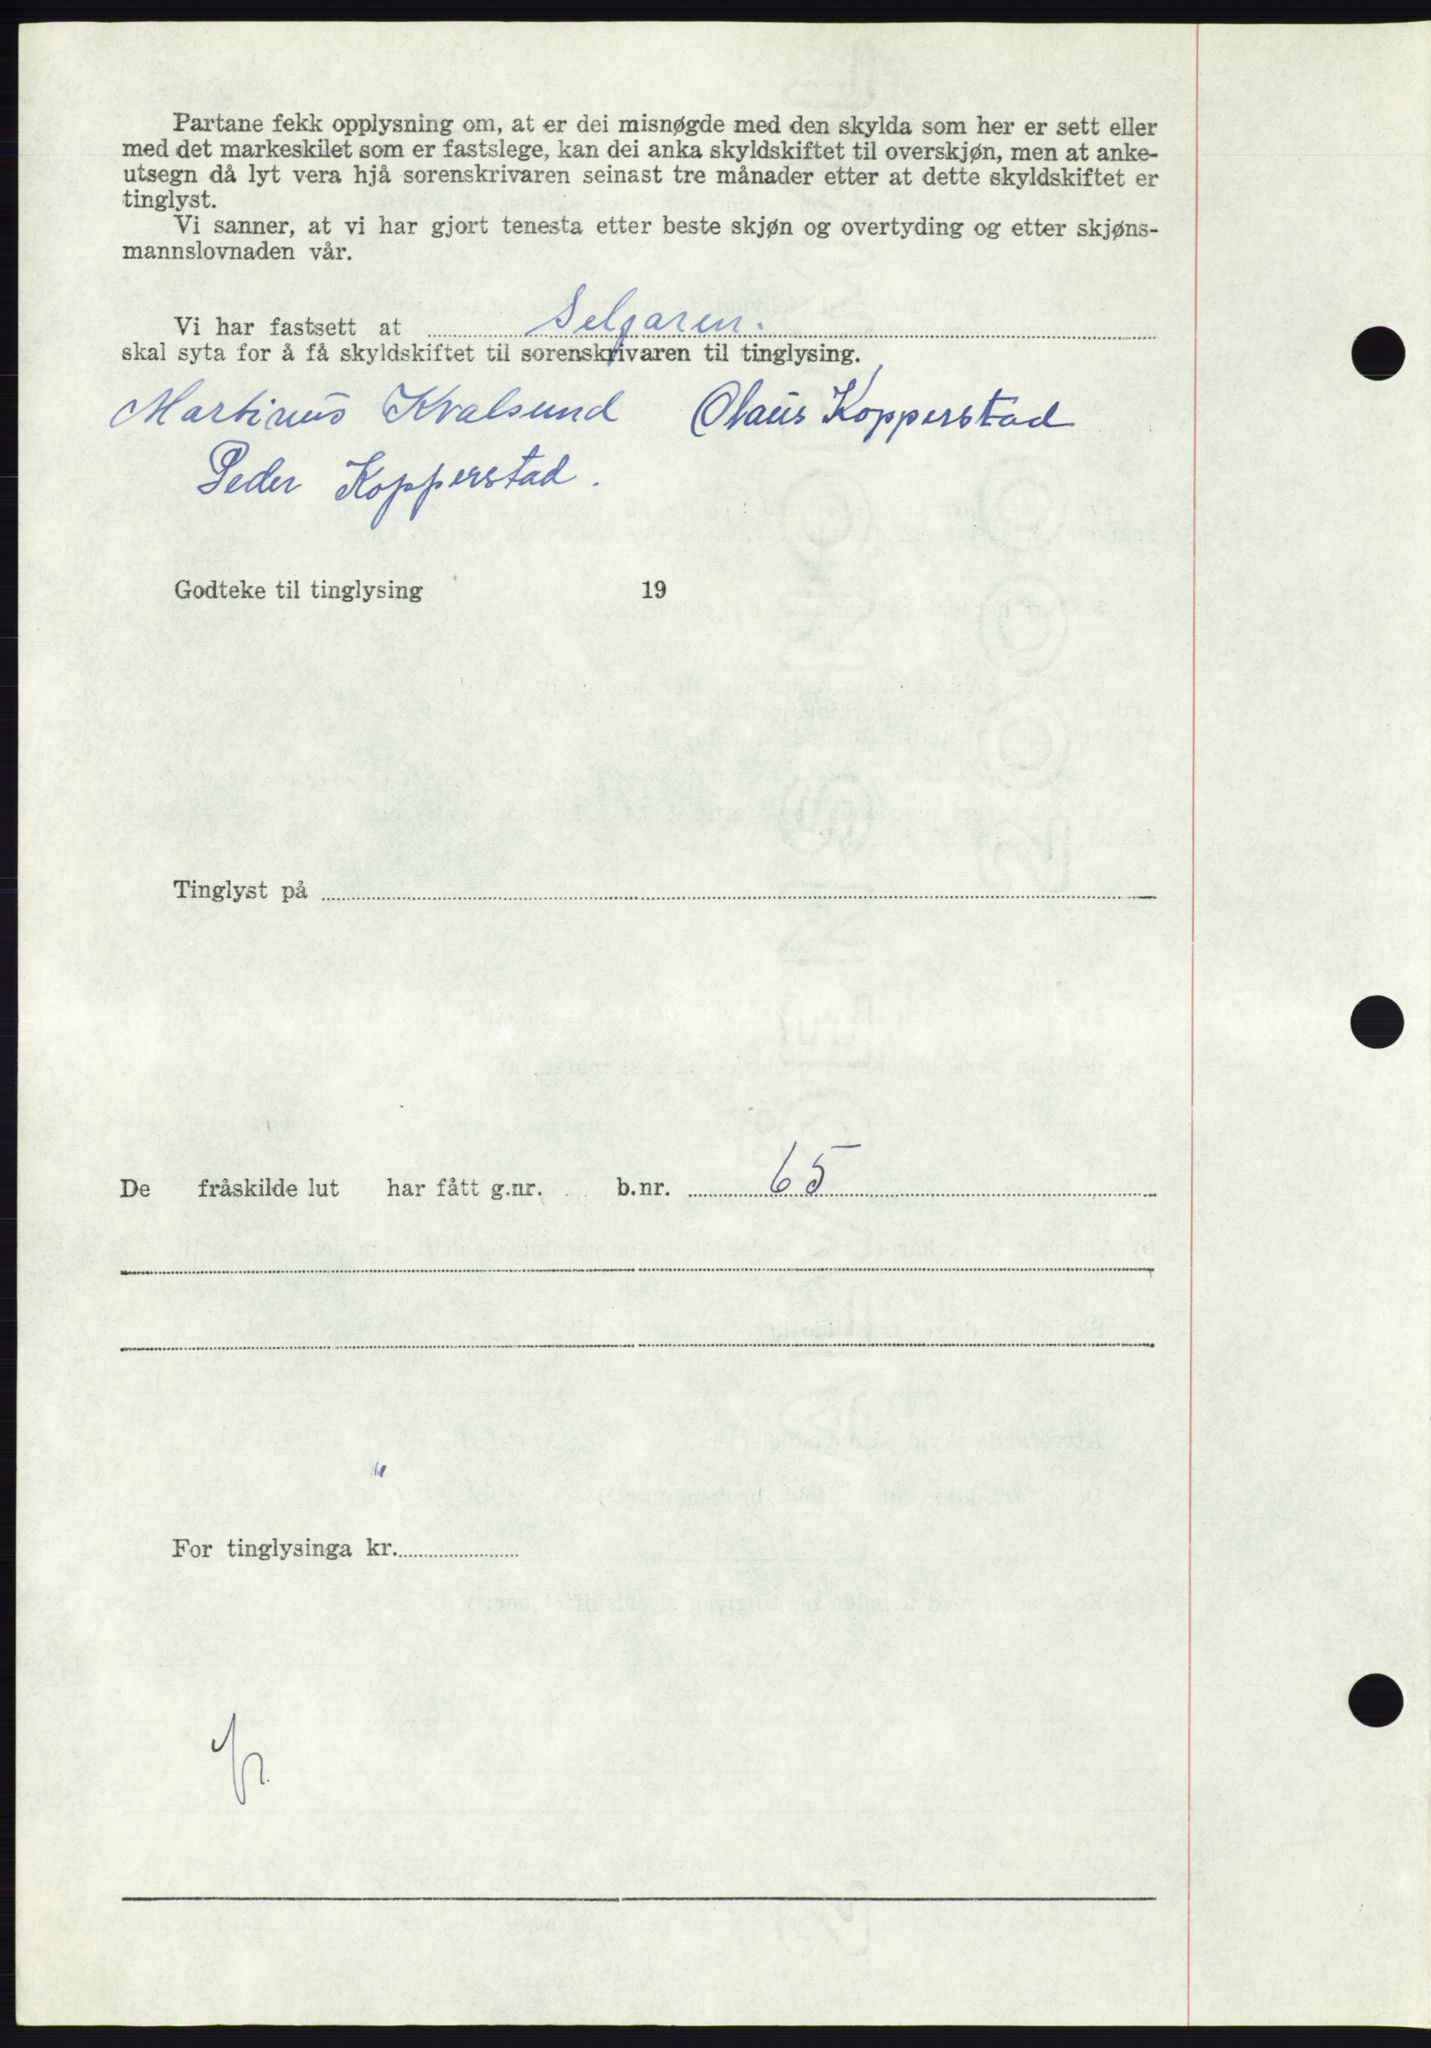 Partane fekk opplysning om, at er dei misnøgde med den skylda som her er sett eller
med det markeskilet som er fastslege, kan dei anka skyldskiftet til overskjøn, men at anke-
utsegn då lyt vera hjå sorenskrivaren seinast tre månader etter at dette skyldskiftet er
tinglyst.
Vi sanner, at vi har gjort tenesta etter beste skjøn og overtyding og etter skjøns-
mannslovnaden vår.
Vi har fastsett at Selgaren.
skal syta for å få skyldskiftet til sorenskrivaren til tinglysing.
Martinus Kvalsund Olaus Kopperstad
Peder Kopperstad.
Godteke til tinglysing 19
Tinglyst på
De fråskilde lut har fått g.nr. b.nr. 65
For tinglysinga kr.